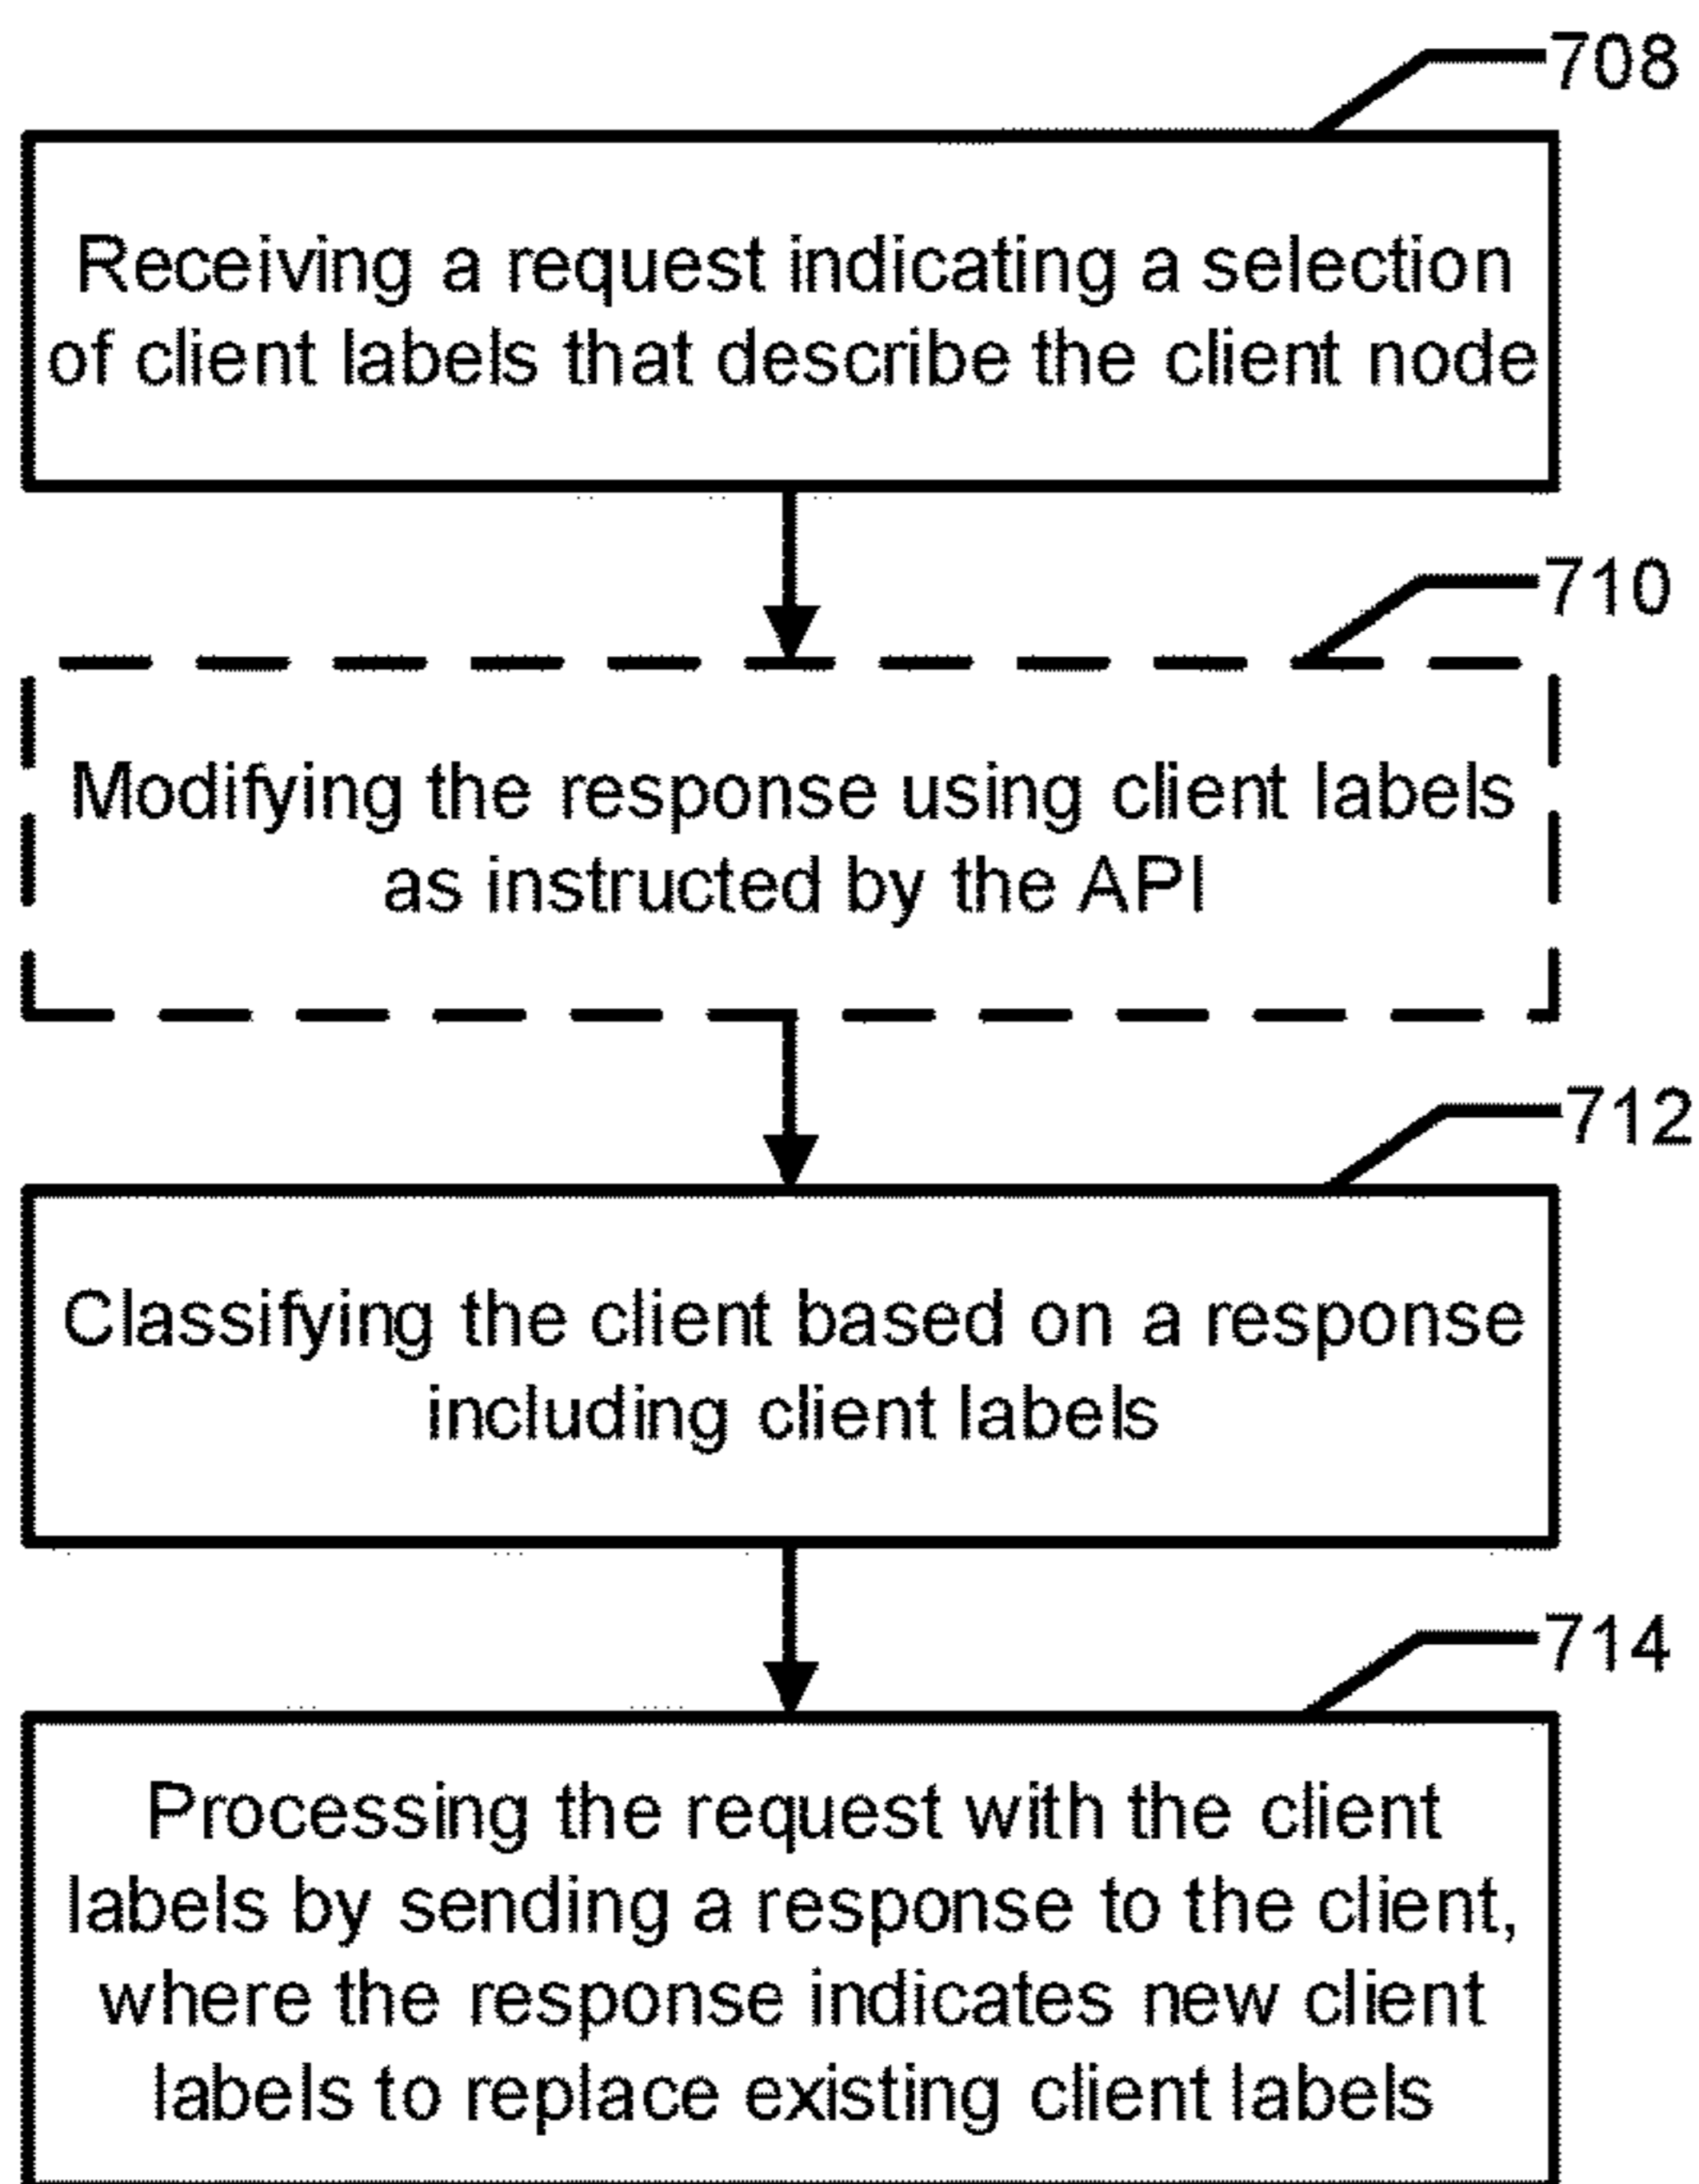 708
Receiving a request indicating a selection
of client labels that describe the client node
710
Modifying the response using client labels
as instructed by the API
712
Classifying the client based on a response
including client labels
714
Processing the request with the client
labels by sending a response to the client,
where the response indicates new client
labels to replace existing client labels